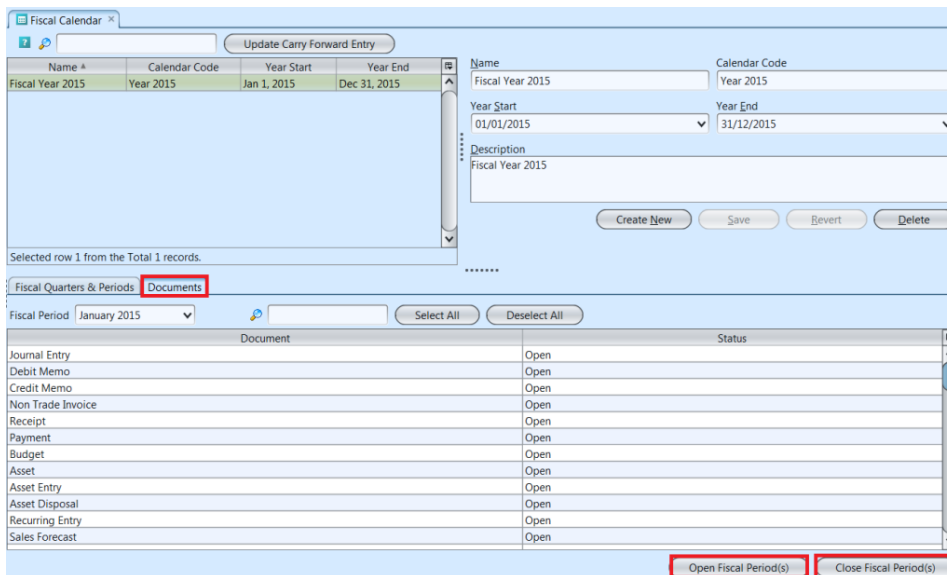 Fiscal Calendar
Update Carry Forward Entry
Name Calendar Code Year Start Year End
Fiscal Year 2015 Year 2015 Jan 1, 2015 Dec 31, 2015
Selected row 1 from the Total 1 records.
Name Calendar Code
Fiscal Year 2015 Year 2015
Year Start Year End
01/01/2015 31/12/2015
Description
Fiscal Year 2015
Create New Save Revert Delete
Fiscal Quarters & Periods Documents
Fiscal Period January 2015 Select All Deselect All
Document Status
Journal Entry Open
Debit Memo Open
Credit Memo Open
Non Trade Invoice Open
Receipt Open
Payment Open
Budget Open
Asset Open
Asset Entry Open
Asset Disposal Open
Recurring Entry Open
Sales Forecast Open
Open Fiscal Period(s) Close Fiscal Period(s)